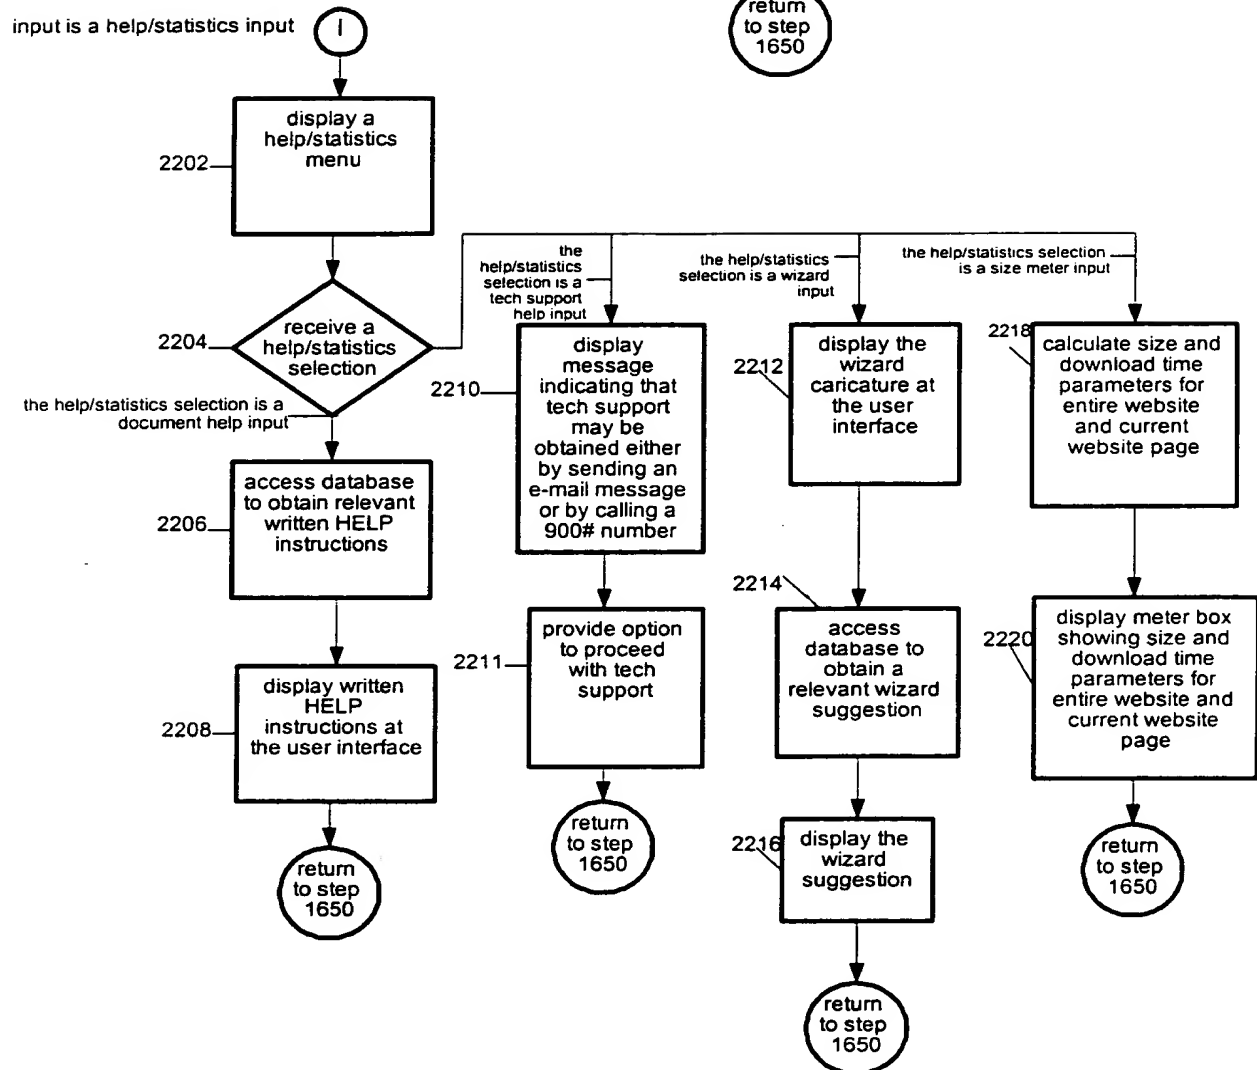 input is a help/statistics input
I
return
to step
1650
display a
help/statistics
menu
2202
receive a
help/statistics
selection
2204
the help/statistics selection is a
document help input
access database
to obtain relevant
written HELP
instructions
2206
display written
HELP
instructions at
the user interface
2208
return
to step
1650
the
help/statistics
selection is a
tech support
help input
display
message
indicating that
tech support
may be
obtained either
by sending an
e-mail message
or by calling a
900# number
2210
provide option
to proceed
with tech
support
2211
return
to step
1650
the help/statistics
selection is a wizard
input
display the
wizard
caricature at
the user
interface
2212
2214
access
database to
obtain a
relevant wizard
suggestion
2216
display the
wizard
suggestion
return
to step
1650
the help/statistics selection
is a size meter input
2218
calculate size and
download time
parameters for
entire website
and current
website page
2220
display meter box
showing size and
download time
parameters for
entire website and
current website
page
return
to step
1650